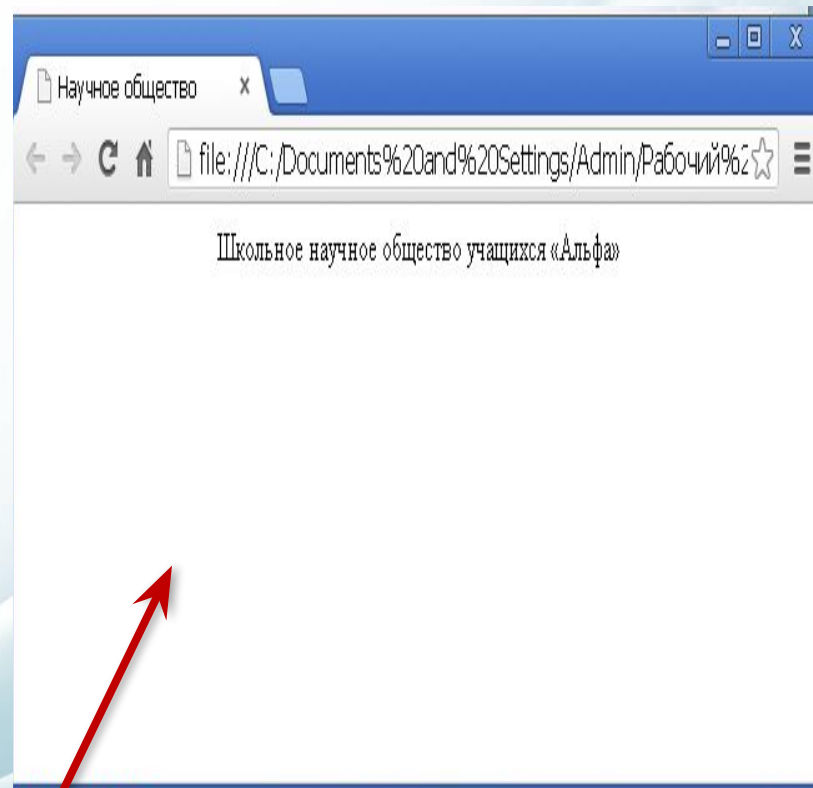 Научное общество
file:///C:/Documents%20and%20Settings/Admin/Рабочий%2
Школьное научное общество учащихся «Альфа»